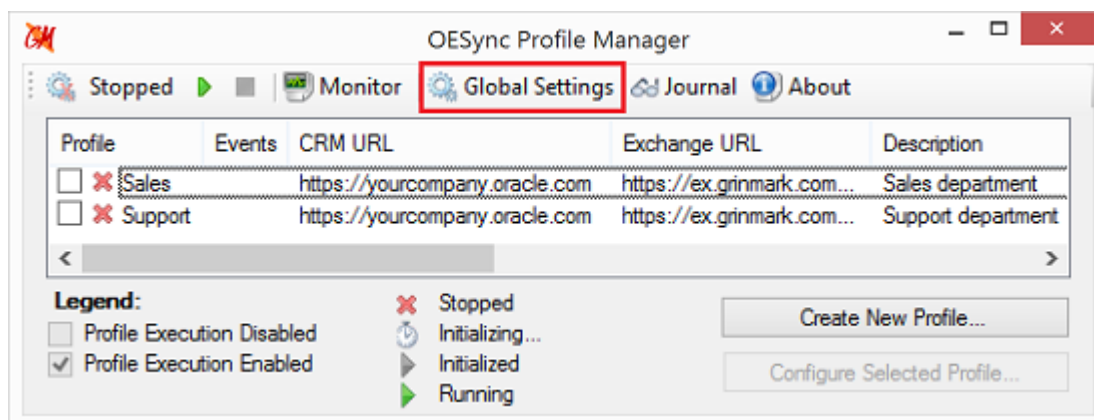 GM
OESync Profile Manager
Stopped Monitor Global Settings Journal About
Profile Events CRM URL Exchange URL Description
Sales https://yourcompany.oracle.com https://ex.grinmark.com... Sales department
Support https://yourcompany.oracle.com https://ex.grinmark.com... Support department
Legend:
Profile Execution Disabled
Profile Execution Enabled
Stopped
Initializing...
Initialized
Running
Create New Profile...
Configure Selected Profile...